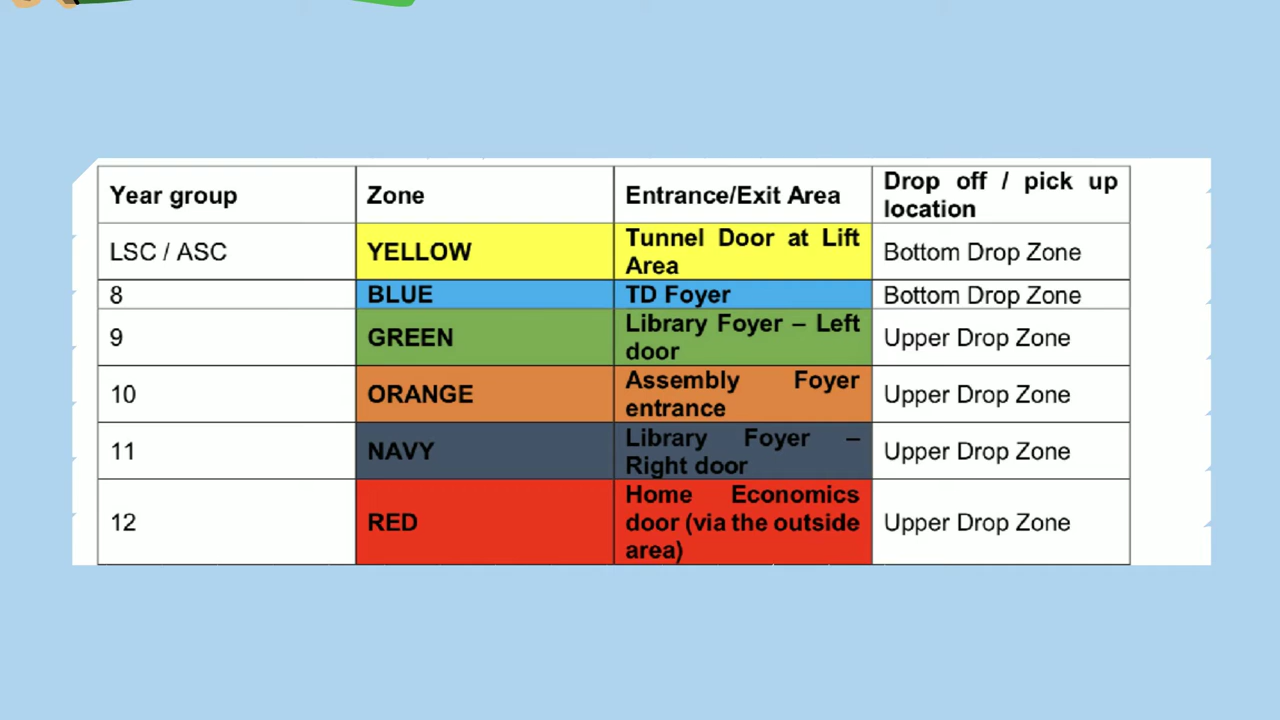 Year group Zone Entrance/Exit Area Drop off / pick up
location
LSC / ASC YELLOW Tunnel Door at Lift
Area Bottom Drop Zone
8 BLUE TD Foyer Bottom Drop Zone
9 GREEN Library Foyer – Left
door Upper Drop Zone
10 ORANGE Assembly Foyer
entrance Upper Drop Zone
11 NAVY Library Foyer –
Right door Upper Drop Zone
12 RED Home Economics
door (via the outside
area) Upper Drop Zone